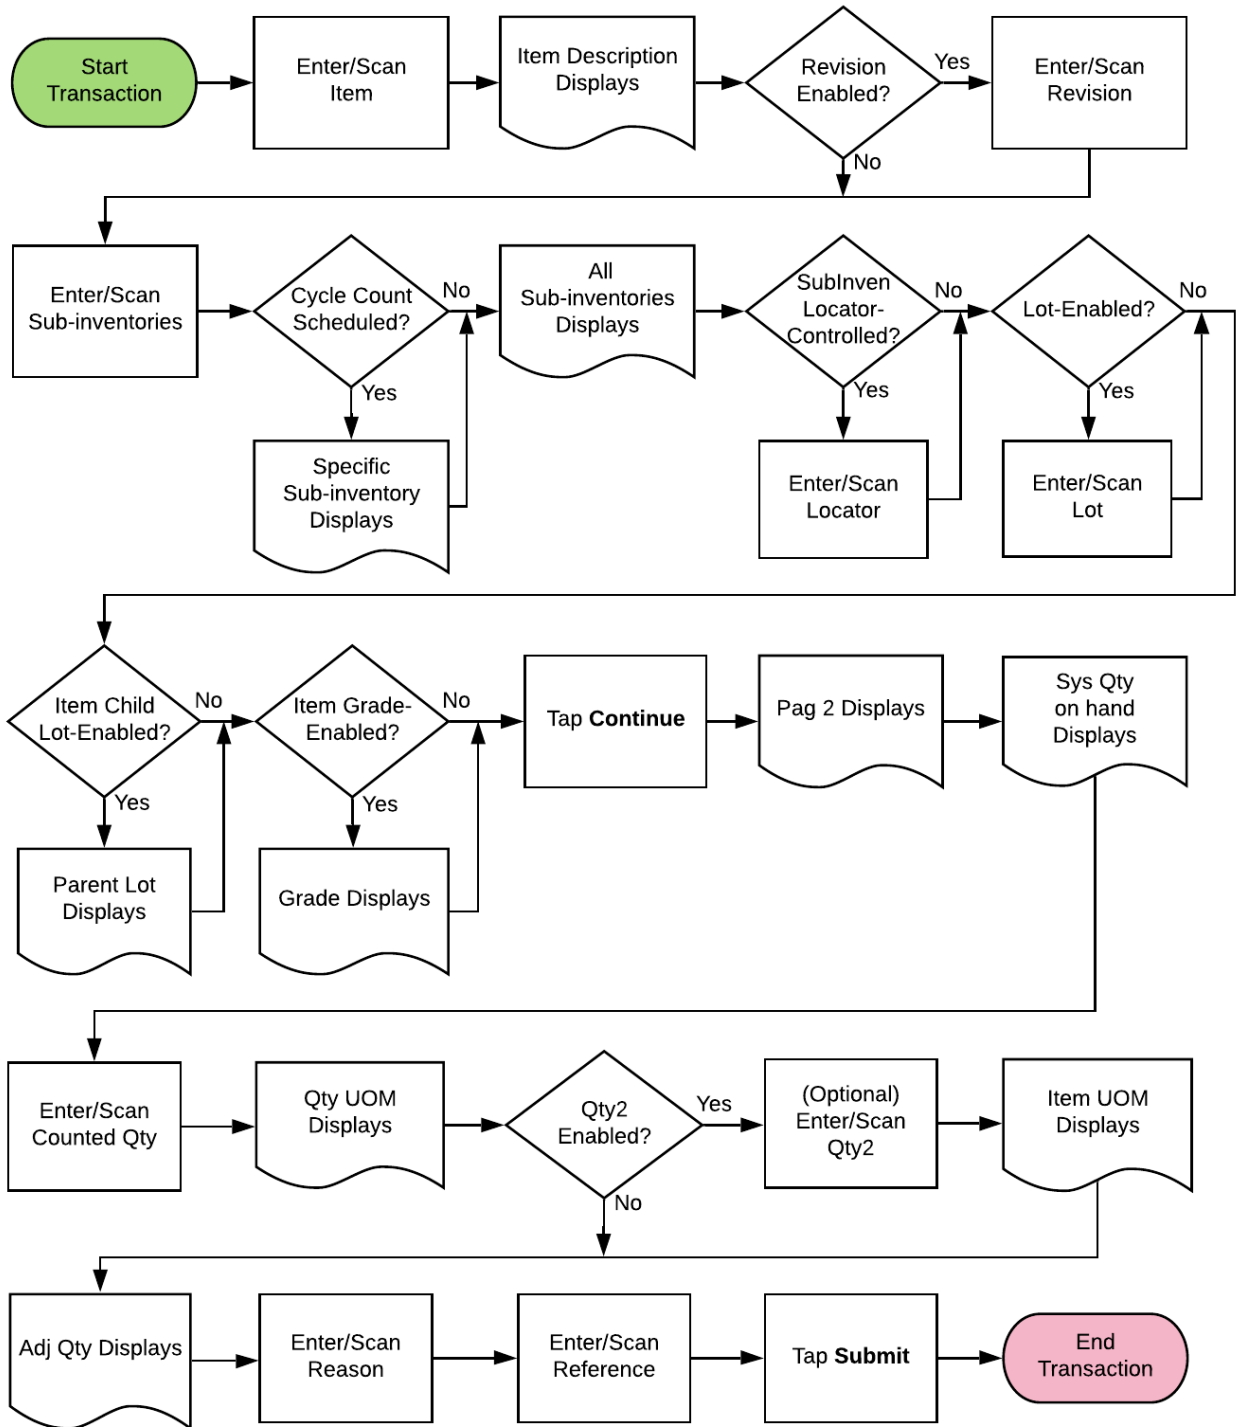 Start
Transaction
Enter/Scan
Item
Item Description
Displays
Revision
Enabled?
Yes
Enter/Scan
Revision
No
Enter/Scan
Sub-inventories
Cycle Count
Scheduled?
No
Yes
Specific
Sub-inventory
Displays
All
Sub-inventories
Displays
SubInven
Locator-
Controlled?
No
Yes
Enter/Scan
Locator
Lot-Enabled?
No
Yes
Enter/Scan
Lot
Item Child
Lot-Enabled?
No
Yes
Parent Lot
Displays
Item Grade-
Enabled?
No
Yes
Grade Displays
Tap Continue
Pag 2 Displays
Sys Qty
on hand
Displays
Enter/Scan
Counted Qty
Qty UOM
Displays
Qty2
Enabled?
Yes
No
(Optional)
Enter/Scan
Qty2
Item UOM
Displays
Adj Qty Displays
Enter/Scan
Reason
Enter/Scan
Reference
Tap Submit
End
Transaction